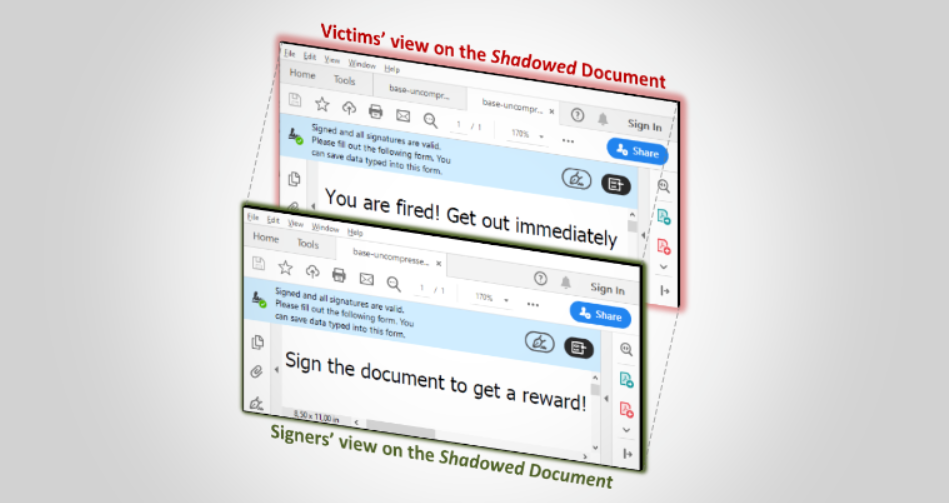 Victims' view on the Shadowed Document
File Edit View Window Help
Home Tools base-uncompr... base-uncompr... × Sign In
1 / 1 170% Share
Signed and all signatures are valid.
Please fill out the following form. You
can save data typed into this form.
You are fired! Get out immediately
File Edit View Window Help
Home Tools base-uncompresse... × Sign In
1 / 1 170% Share
Signed and all signatures are valid.
Please fill out the following form. You
can save data typed into this form.
Sign the document to get a reward!
8,50 x 11,00 in
Signers' view on the Shadowed Document